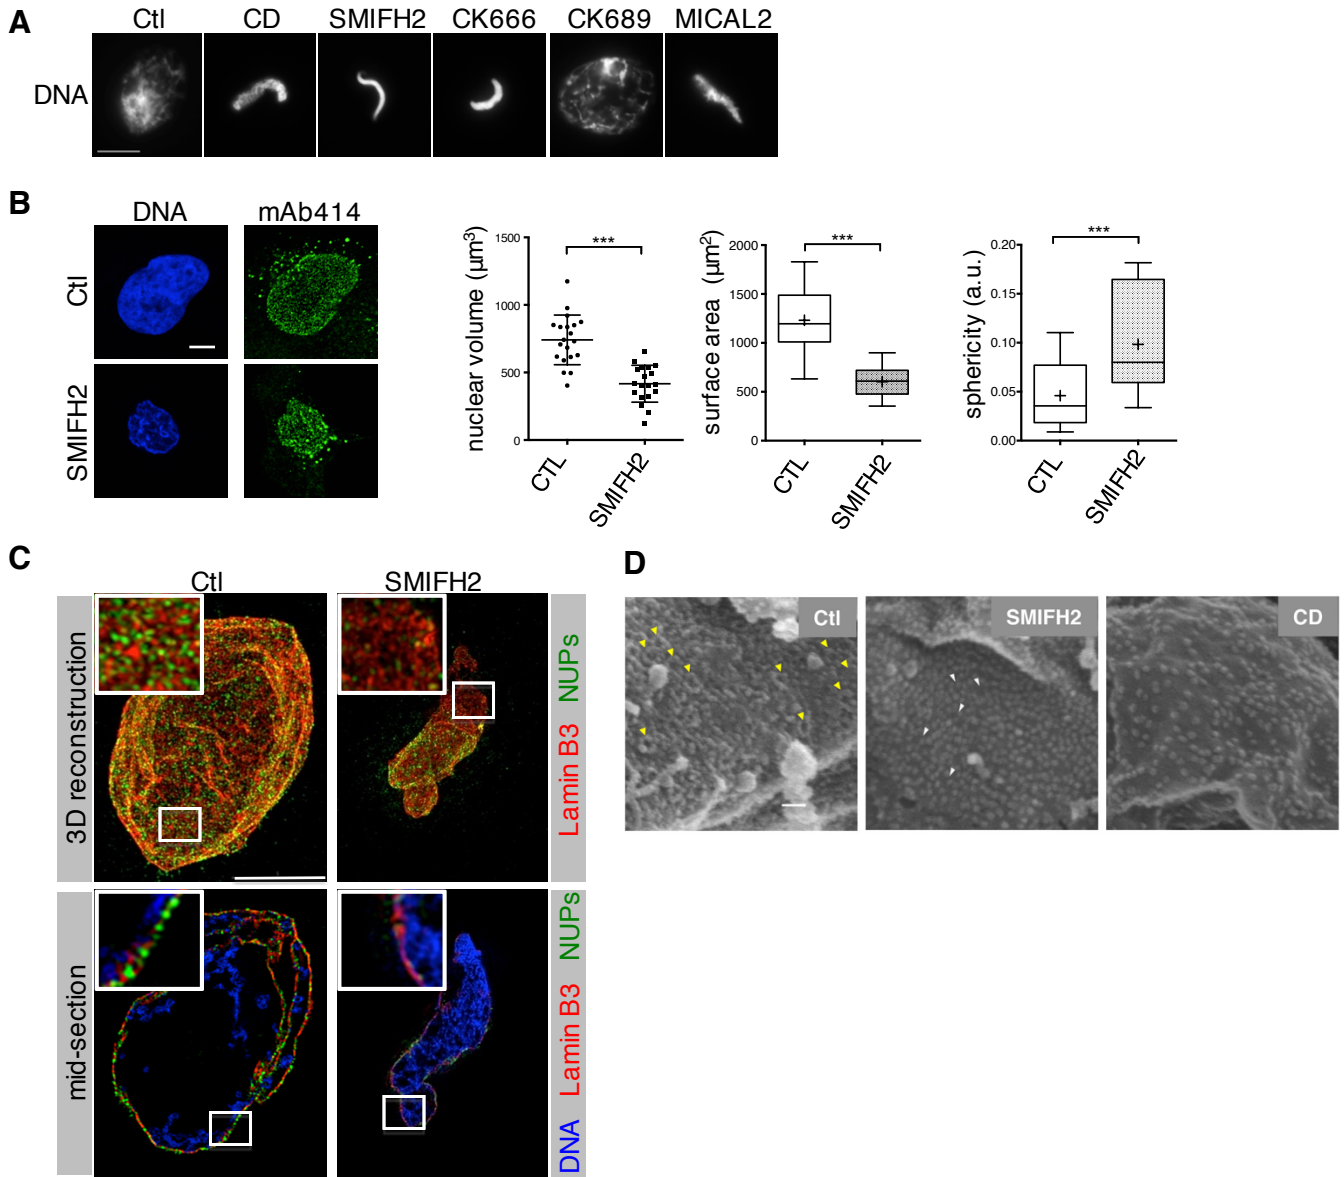 A
Ctl CD SMIFH2 CK666 CK689 MICAL2
DNA
B
DNA mAb414
Ctl
SMIFH2
nuclear volume (µm3)
1500
1000
500
0
***
CTL
SMIFH2
surface area (µm2)
2000
1500
1000
500
0
***
CTL
SMIFH2
sphericity (a.u.)
0.20
0.15
0.10
0.05
0.00
***
CTL
SMIFH2
C
Ctl SMIFH2
3D reconstruction
Lamin B3 NUPs
mid-section
DNA Lamin B3 NUPs
D
Ctl
SMIFH2
CD